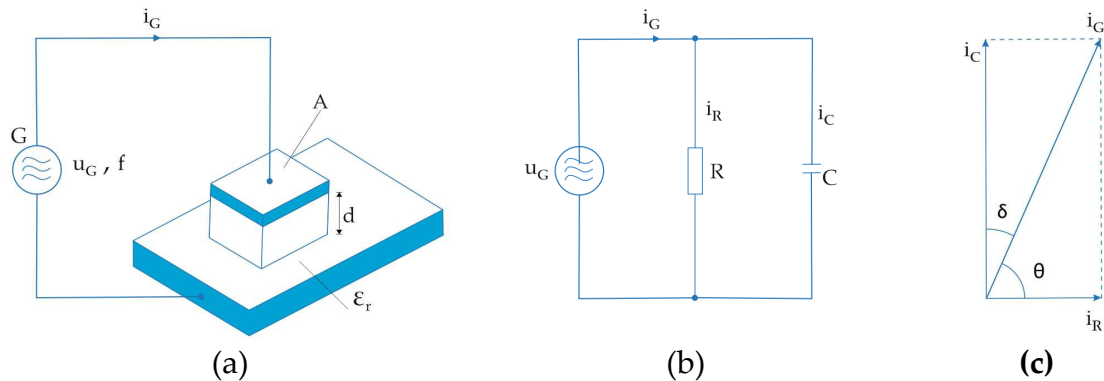 i_G
A
G
u_G , f
d
ε_r
(a)
i_G
i_R
i_C
u_G
R
C
(b)
i_G
i_C
δ
θ
i_R
(c)